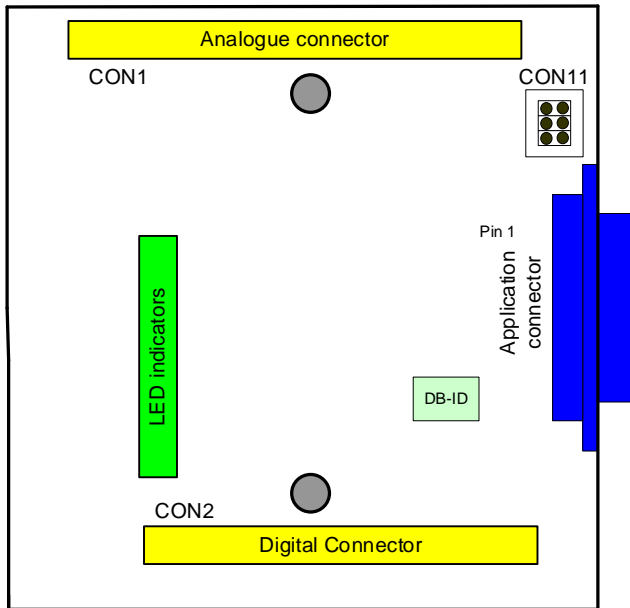 Analogue connector
CON1
CON11
Pin 1
Application
connector
LED indicators
DB-ID
CON2
Digital Connector